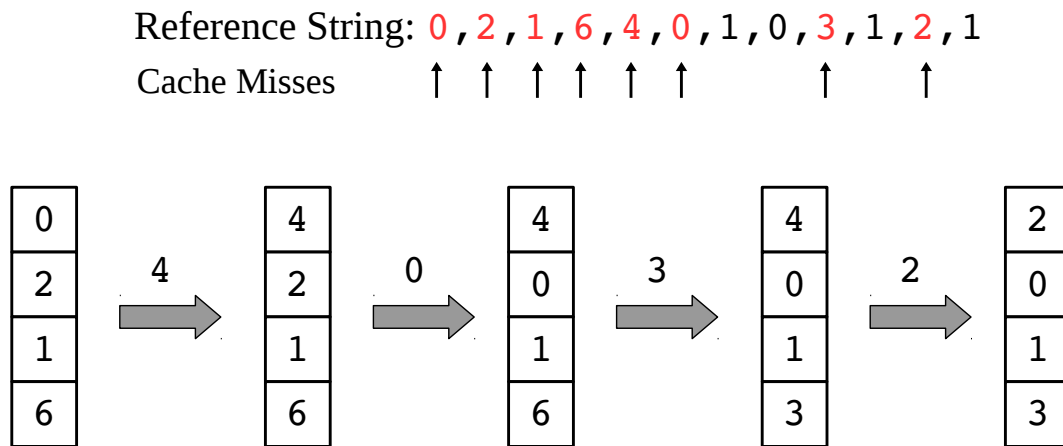 Reference String: 0,2,1,6,4,0,1,0,3,1,2,1
Cache Misses
0 4 4 4 2
4 0 3 2
2 2 0 0 0
1 1 1 1 1
6 6 6 3 3